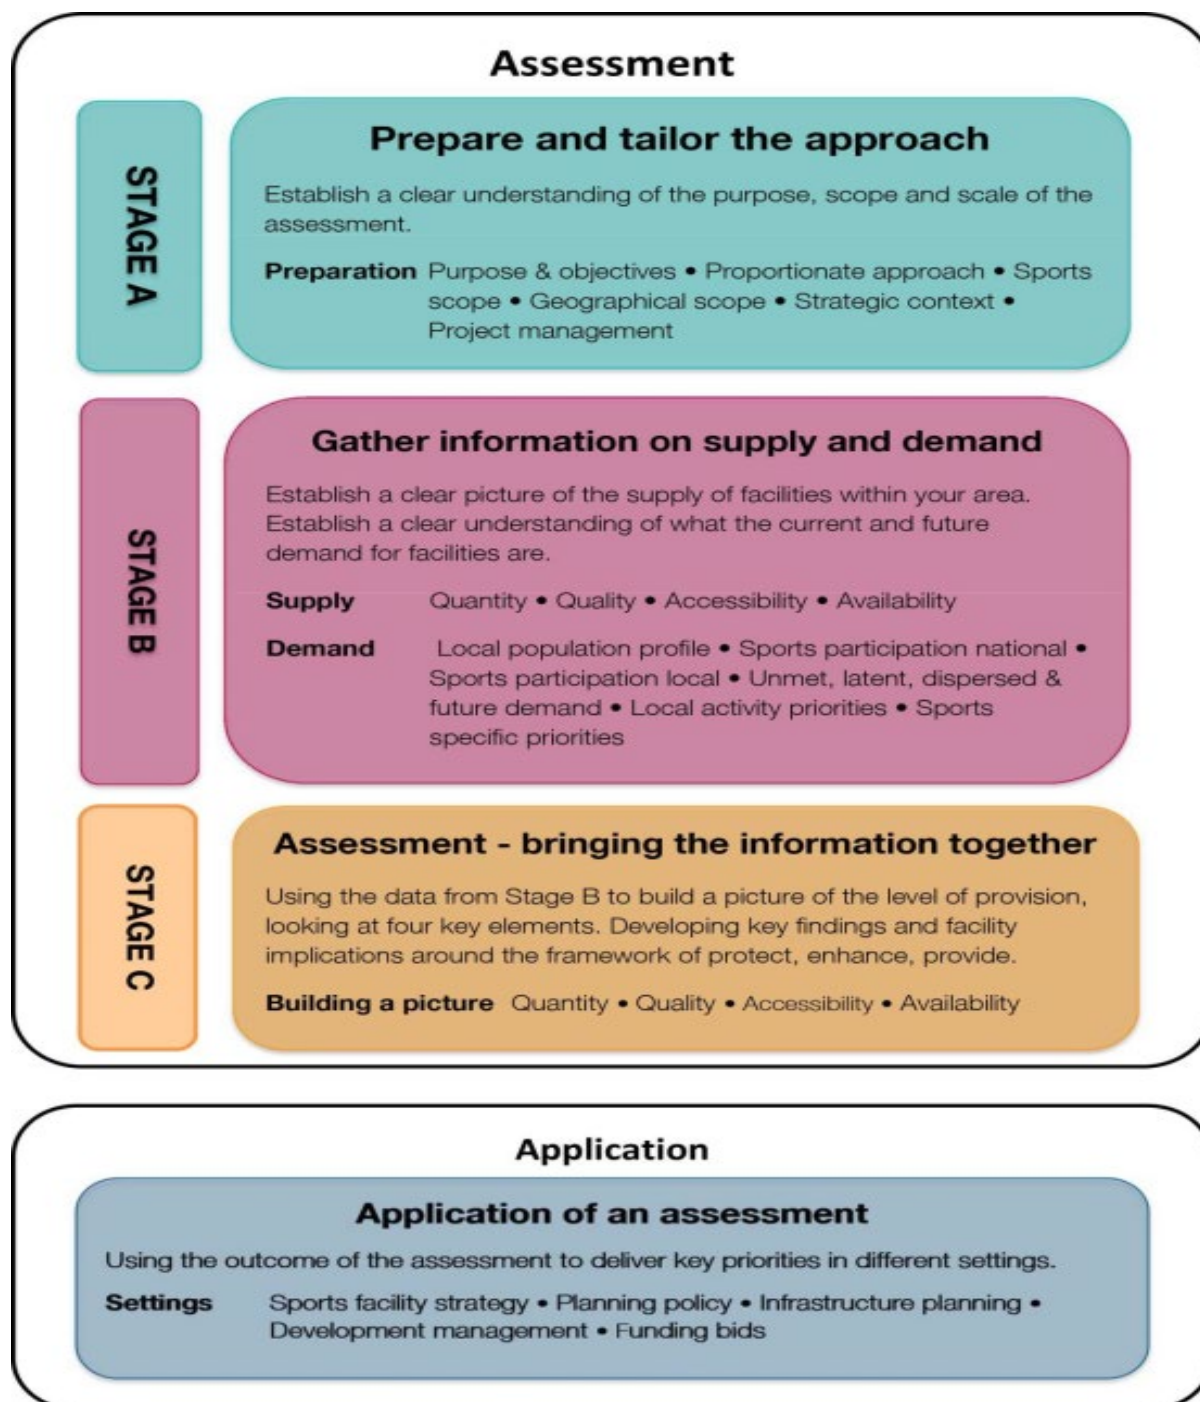 Assessment
STAGE A
Prepare and tailor the approach
Establish a clear understanding of the purpose, scope and scale of the
assessment.
Preparation Purpose & objectives • Proportionate approach • Sports
scope • Geographical scope • Strategic context •
Project management
STAGE B
Gather information on supply and demand
Establish a clear picture of the supply of facilities within your area.
Establish a clear understanding of what the current and future
demand for facilities are.
Supply Quantity • Quality • Accessibility • Availability
Demand Local population profile • Sports participation national •
Sports participation local • Unmet, latent, dispersed &
future demand • Local activity priorities • Sports
specific priorities
STAGE C
Assessment - bringing the information together
Using the data from Stage B to build a picture of the level of provision,
looking at four key elements. Developing key findings and facility
implications around the framework of protect, enhance, provide.
Building a picture Quantity • Quality • Accessibility • Availability
Application
Application of an assessment
Using the outcome of the assessment to deliver key priorities in different settings.
Settings Sports facility strategy • Planning policy • Infrastructure planning •
Development management • Funding bids